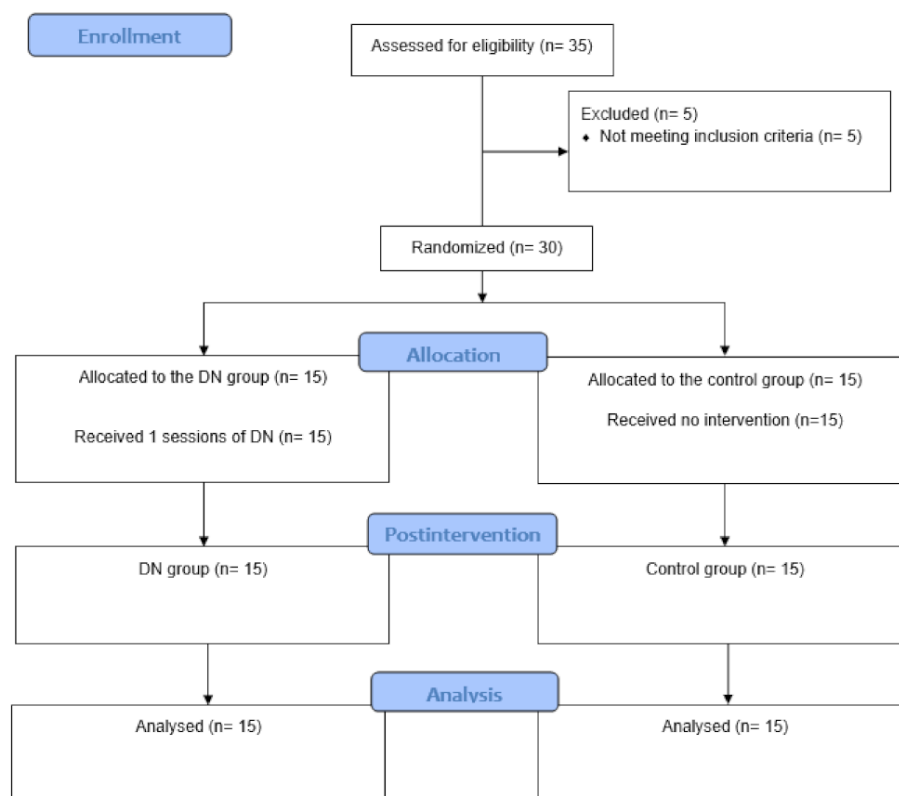 Enrollment
Assessed for eligibility (n= 35)
Excluded (n= 5)
♦ Not meeting inclusion criteria (n= 5)
Randomized (n= 30)
Allocation
Allocated to the DN group (n= 15)
Received 1 sessions of DN (n= 15)
Allocated to the control group (n= 15)
Received no intervention (n=15)
Postintervention
DN group (n= 15)
Control group (n= 15)
Analysis
Analysed (n= 15)
Analysed (n= 15)